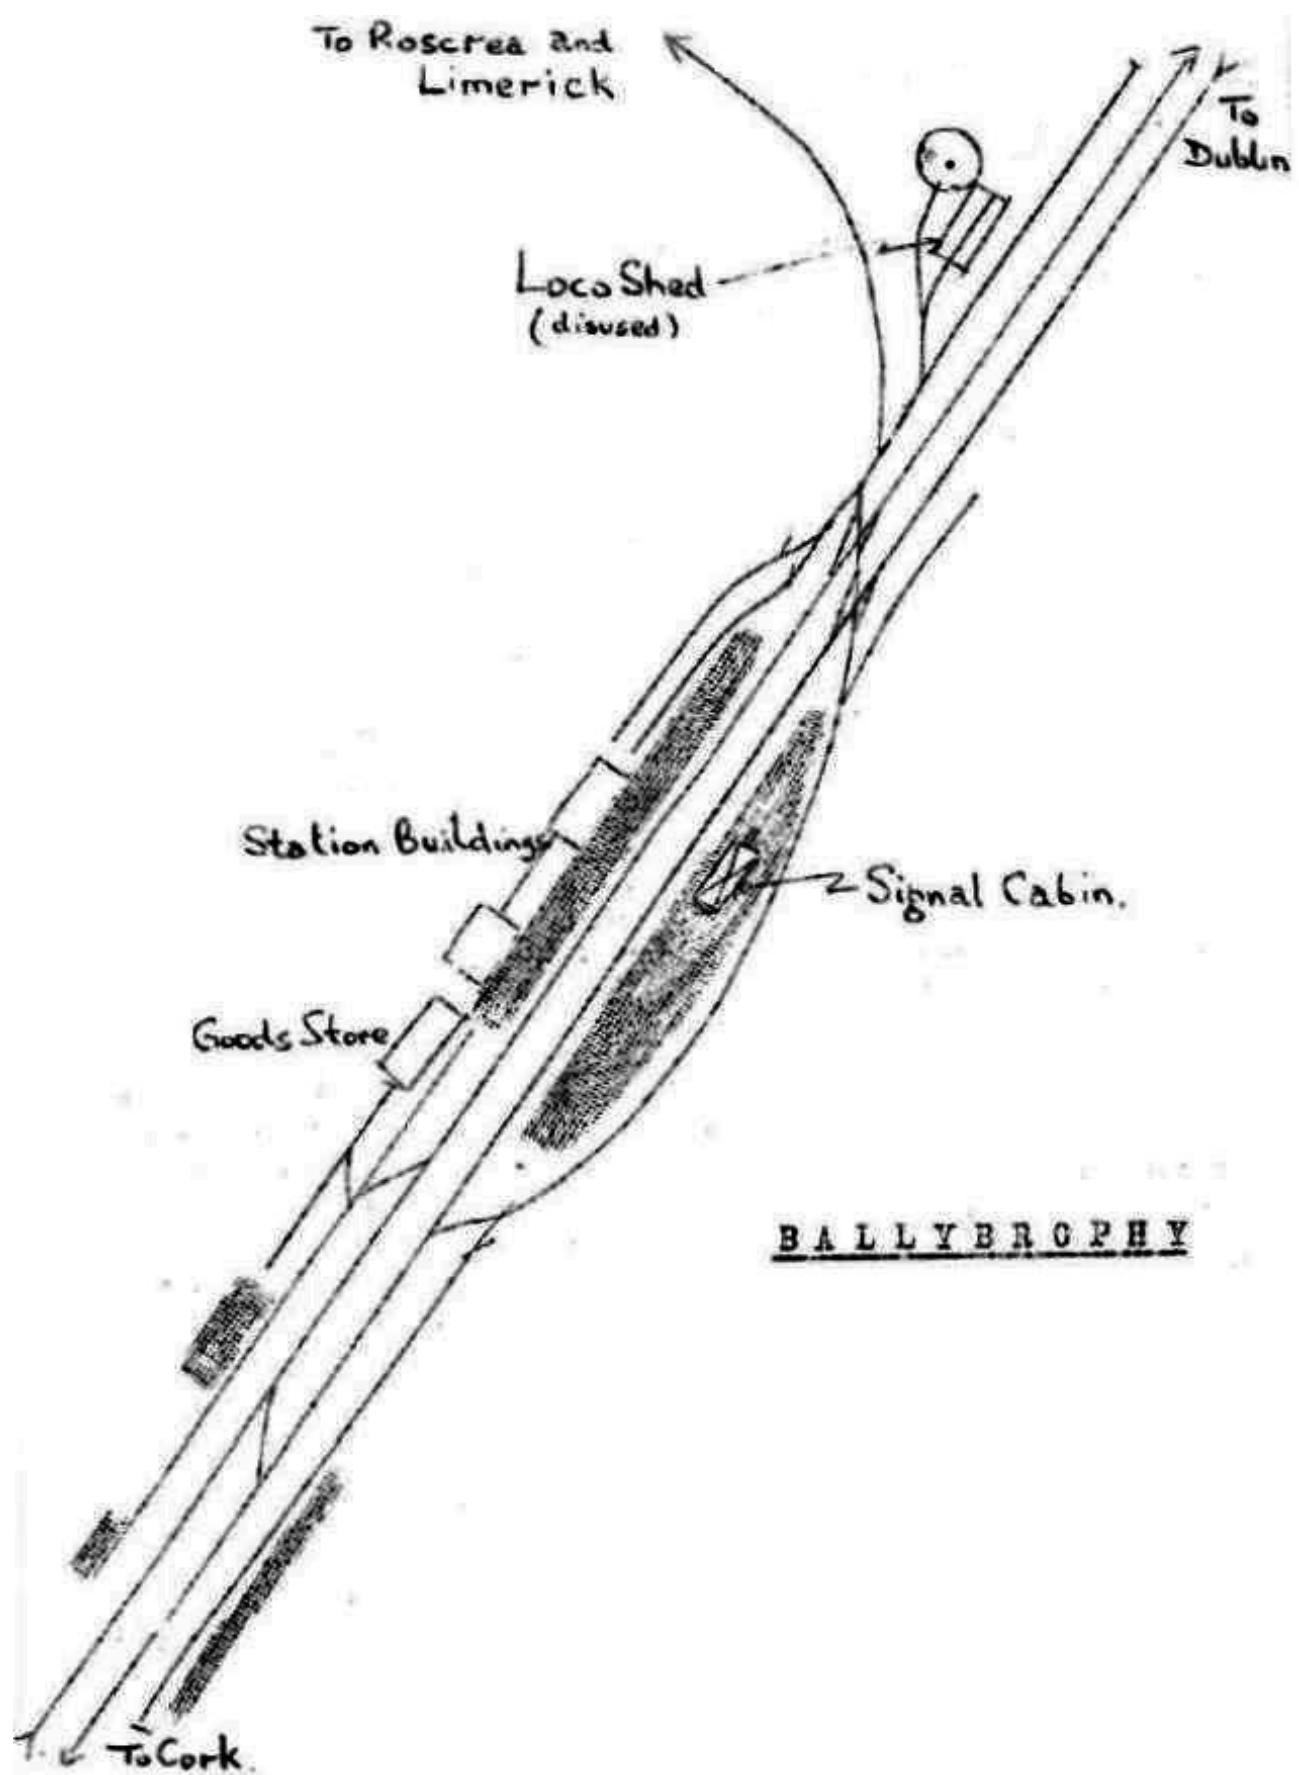 To Roscrea and
Limerick
To
Dublin
Loco Shed
(disused)
Station Buildings
Signal Cabin.
Goods Store
BALLYBROPHY
To Cork.